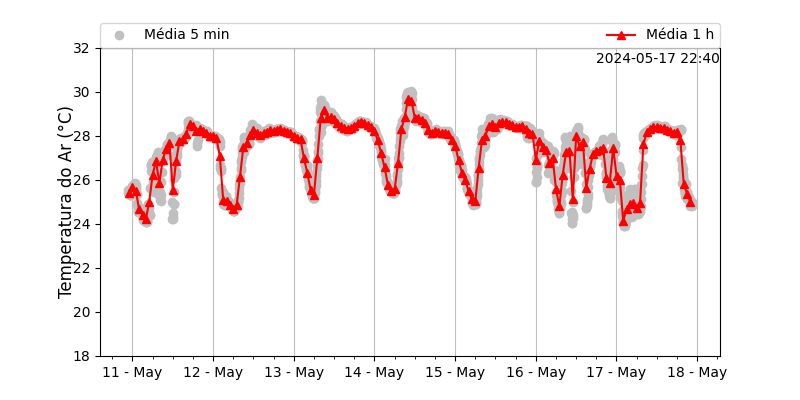 Média 5 min
Média 1 h
2024-05-17 22:40
Temperatura do Ar (°C)
32
30
28
26
24
22
20
18
11 - May
12 - May
13 - May
14 - May
15 - May
16 - May
17 - May
18 - May